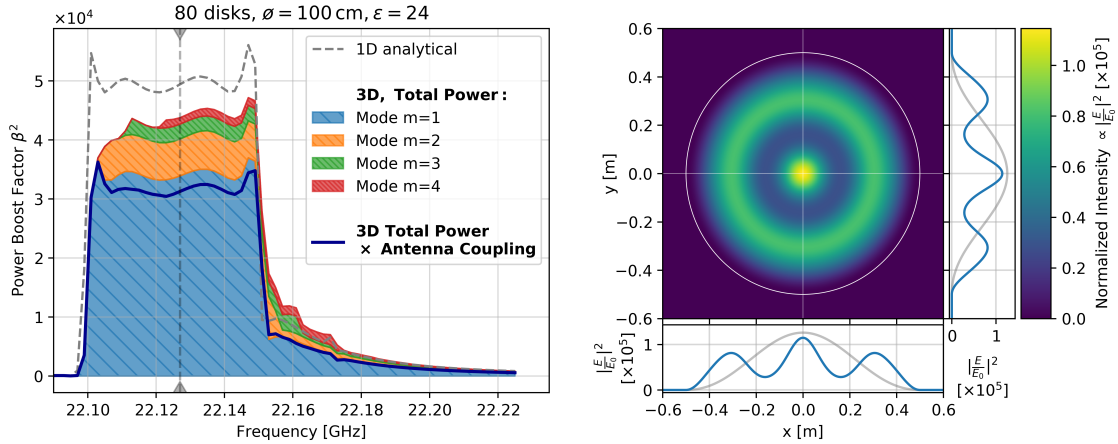 80 disks, ø = 100 cm, ε = 24
×10⁴
Power Boost Factor β²
5
4
3
2
1
0
22.10
22.12
22.14
22.16
22.18
22.20
22.22
Frequency [GHz]
1D analytical
3D, Total Power:
Mode m=1
Mode m=2
Mode m=3
Mode m=4
3D Total Power
× Antenna Coupling
y [m]
0.6
0.4
0.2
0.0
−0.2
−0.4
−0.6
|E/E₀|²
[×10⁵]
1
0
−0.6
−0.4
−0.2
0.0
0.2
0.4
0.6
x [m]
0
1
|E/E₀|²
[×10⁵]
1.0
0.8
0.6
0.4
0.2
0.0
Normalized Intensity ∝ |E/E₀|² [×10⁵]